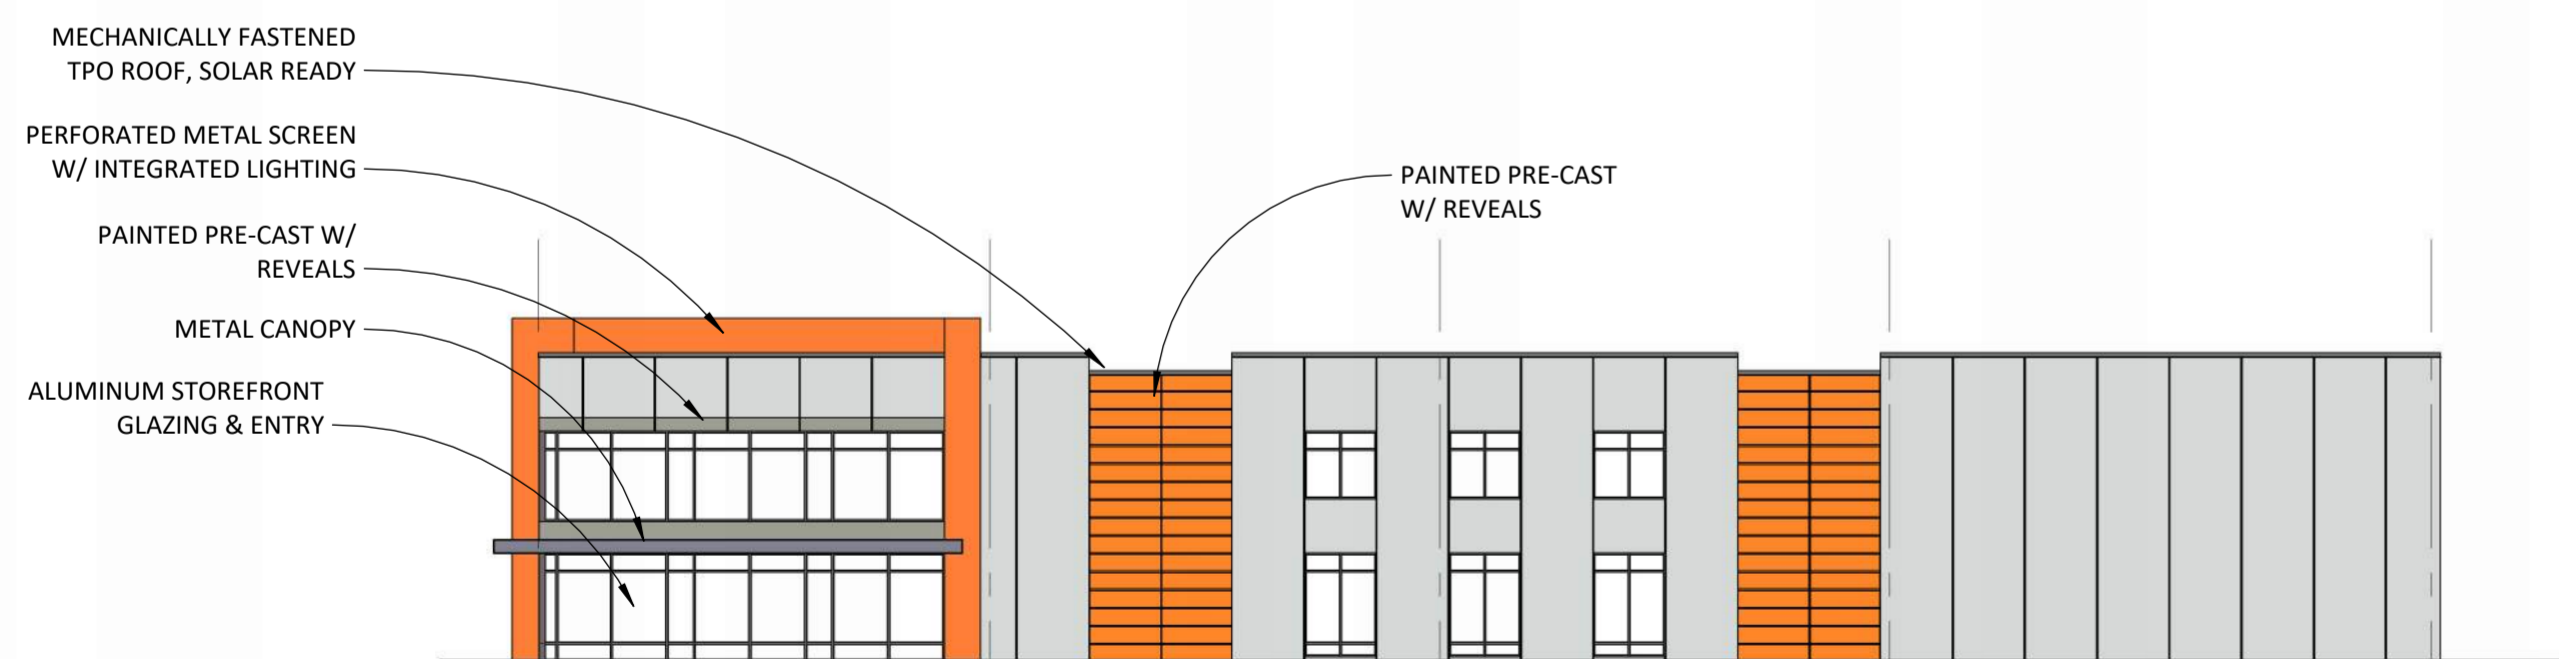 MECHANICALLY FASTENED
TPO ROOF, SOLAR READY
PERFORATED METAL SCREEN
W/ INTEGRATED LIGHTING
PAINTED PRE-CAST W/
REVEALS
METAL CANOPY
ALUMINUM STOREFRONT
GLAZING & ENTRY
PAINTED PRE-CAST
W/ REVEALS